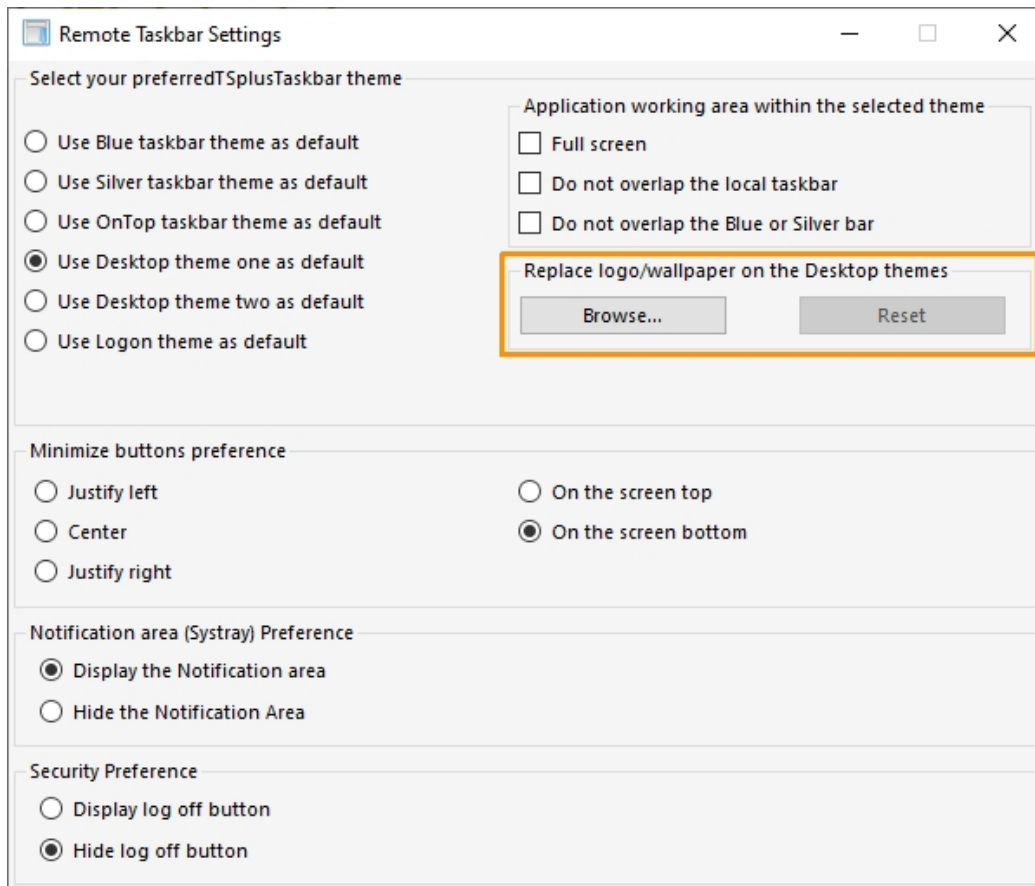 Remote Taskbar Settings
Select your preferredTSplusTaskbar theme
Use Blue taskbar theme as default
Use Silver taskbar theme as default
Use OnTop taskbar theme as default
Use Desktop theme one as default
Use Desktop theme two as default
Use Logon theme as default
Application working area within the selected theme
Full screen
Do not overlap the local taskbar
Do not overlap the Blue or Silver bar
Replace logo/wallpaper on the Desktop themes
Browse... Reset
Minimize buttons preference
Justify left
Center
Justify right
On the screen top
On the screen bottom
Notification area (Systray) Preference
Display the Notification area
Hide the Notification Area
Security Preference
Display log off button
Hide log off button